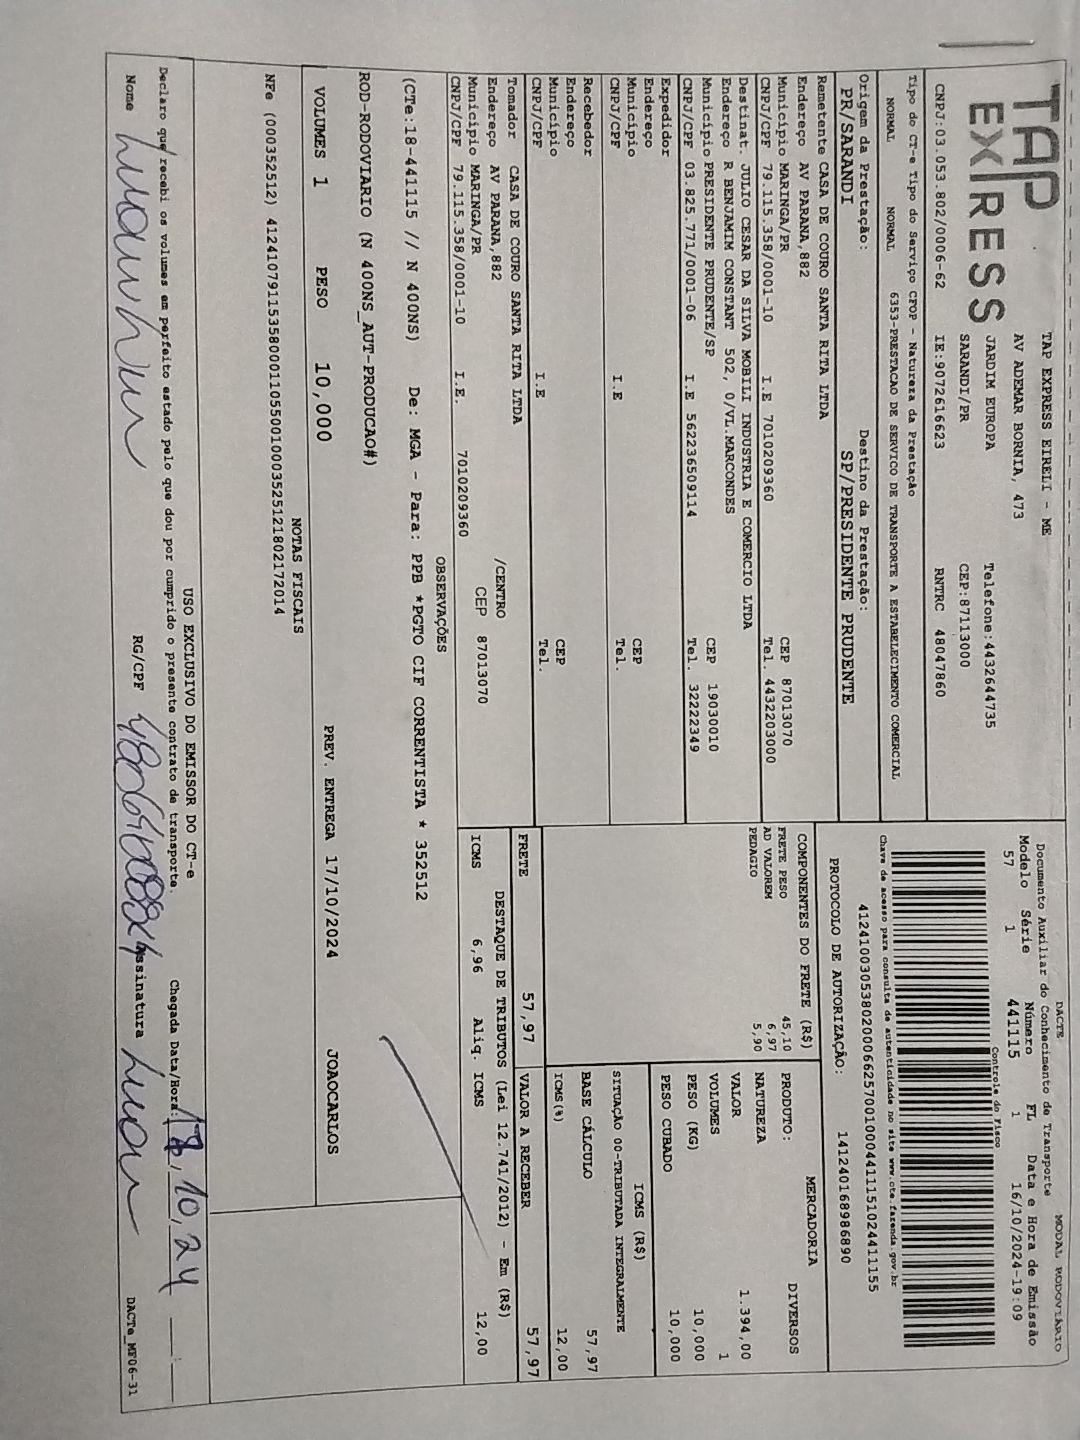 TAP
EXPRESS
TAP EXPRESS EIRELI - ME
AV ADEMAR BORNIA, 473
JARDIM EUROPA
Telefone:4432644735
SARANDI/PR
CEP:87113000
CNPJ:03.053.802/0006-62
IE:9072616623
RNTRC 48047860
DACTE
MODAL RODOVIÁRIO
Documento Auxiliar do Conhecimento de Transporte
Modelo Série Número FL Data e Hora de Emissão
57 1 441115 1 16/10/2024-19:09
Controle do Fisco
Chave de acesso para consulta de autenticidade no site www.cte.fazenda.gov.br
41241003053802000662570010004411151024411155
PROTOCOLO DE AUTORIZAÇÃO: 141240168986890
Tipo do CT-e Tipo do Serviço CFOP - Natureza da Prestação
NORMAL NORMAL 6353-PRESTACAO DE SERVICO DE TRANSPORTE A ESTABELECIMENTO COMERCIAL
Origem da Prestação: Destino da Prestação:
PR/SARANDI SP/PRESIDENTE PRUDENTE
Remetente CASA DE COURO SANTA RITA LTDA
Endereço AV PARANA,882
Município MARINGA/PR CEP 87013070
CNPJ/CPF 79.115.358/0001-10 I.E 7010209360 Tel. 4432203000
Destinat. JULIO CESAR DA SILVA MOBILI INDUSTRIA E COMERCIO LTDA
Endereço R BENJAMIM CONSTANT 502, 0/VL.MARCONDES
Município PRESIDENTE PRUDENTE/SP CEP 19030010
CNPJ/CPF 03.825.771/0001-06 I.E 562236509114 Tel. 32222349
Expedidor
Endereço
Município CEP
CNPJ/CPF I.E Tel.
Recebedor
Endereço
Município CEP
CNPJ/CPF I.E Tel.
Tomador CASA DE COURO SANTA RITA LTDA
Endereço AV PARANA,882 /CENTRO
Município MARINGA/PR CEP 87013070
CNPJ/CPF 79.115.358/0001-10 I.E. 7010209360
COMPONENTES DO FRETE (R$)
FRETE PESO 45,10
AD VALOREM 6,97
PEDAGIO 5,90
MERCADORIA
PRODUTO: DIVERSOS
NATUREZA
VALOR 1.394,00
VOLUMES 1
PESO (KG) 10,000
PESO CUBADO 10,000
ICMS (R$)
SITUAÇÃO 00-TRIBUTADA INTEGRALMENTE
BASE CÁLCULO 57,97
ICMS(%) 12,00
FRETE 57,97
VALOR A RECEBER 57,97
DESTAQUE DE TRIBUTOS (Lei 12.741/2012) - Em (R$)
ICMS 6,96 Aliq. ICMS 12,00
OBSERVAÇÕES
(CTe:18-441115 // N 400NS) De: MGA - Para: PPB *PGTO CIF CORRENTISTA * 352512
ROD-RODOVIARIO (N 400NS_AUT-PRODUCAO#)
VOLUMES 1 PESO 10,000 PREV. ENTREGA 17/10/2024 JOAOCARLOS
NOTAS FISCAIS
NFe (000352512) 41241079115358000110550010003525121802172014
USO EXCLUSIVO DO EMISSOR DO CT-e
Declaro que recebi os volumes em perfeito estado pelo que dou por cumprido o presente contrato de transporte. Chegada Data/Hora: 18,10,24
Nome RG/CPF Assinatura
DACTe_MF06-31